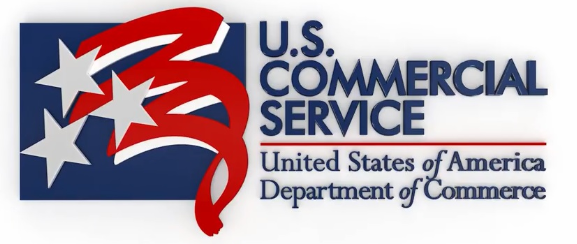 U.S.
COMMERCIAL
SERVICE
United States of America
Department of Commerce